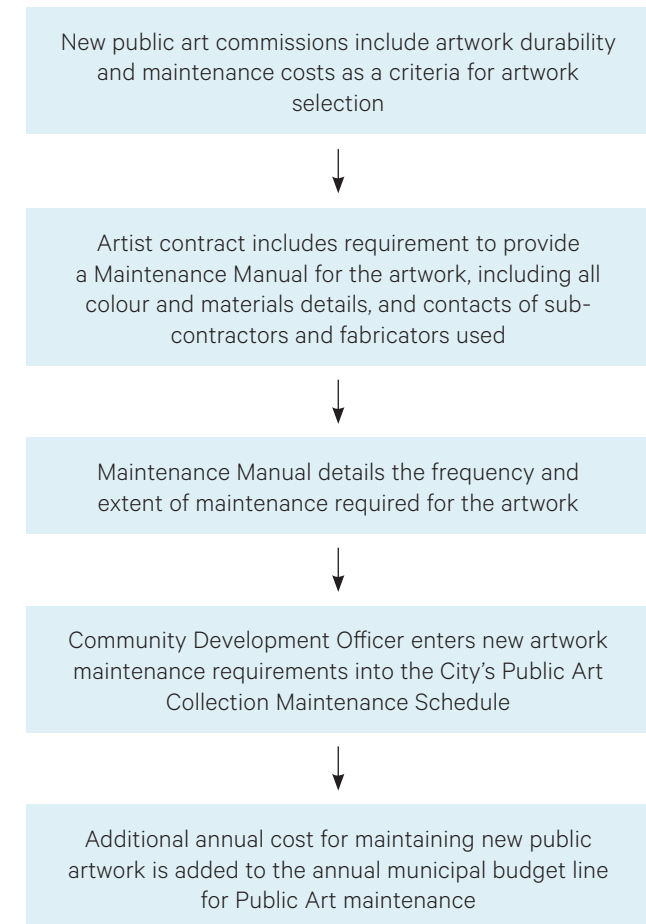 New public art commissions include artwork durability
and maintenance costs as a criteria for artwork
selection
Artist contract includes requirement to provide
a Maintenance Manual for the artwork, including all
colour and materials details, and contacts of sub-
contractors and fabricators used
Maintenance Manual details the frequency and
extent of maintenance required for the artwork
Community Development Officer enters new artwork
maintenance requirements into the City's Public Art
Collection Maintenance Schedule
Additional annual cost for maintaining new public
artwork is added to the annual municipal budget line
for Public Art maintenance